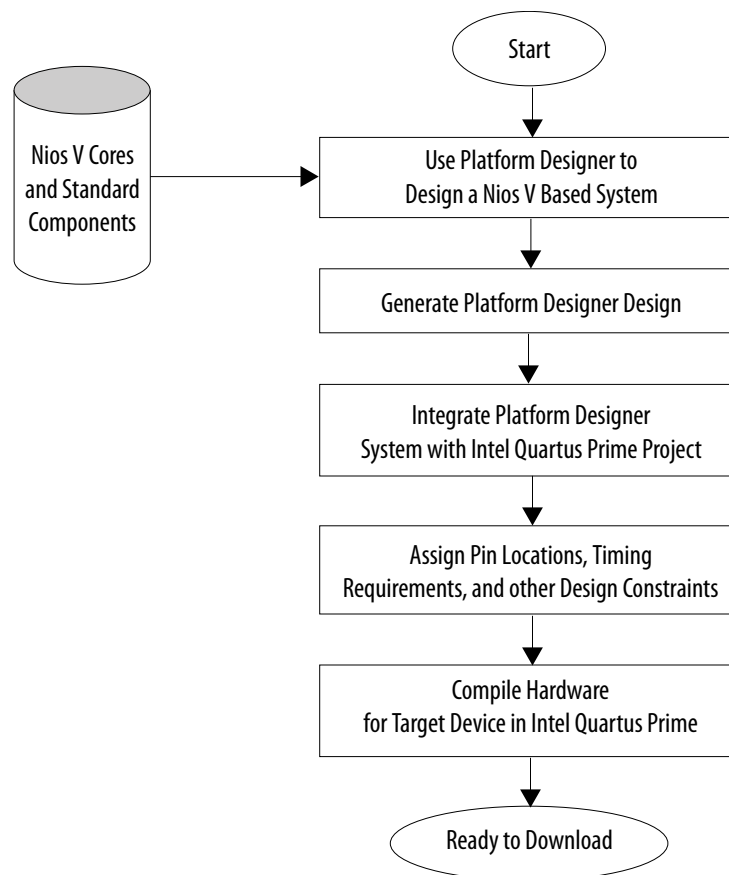 Start
Nios V Cores
and Standard
Components
Use Platform Designer to
Design a Nios V Based System
Generate Platform Designer Design
Integrate Platform Designer
System with Intel Quartus Prime Project
Assign Pin Locations, Timing
Requirements, and other Design Constraints
Compile Hardware
for Target Device in Intel Quartus Prime
Ready to Download